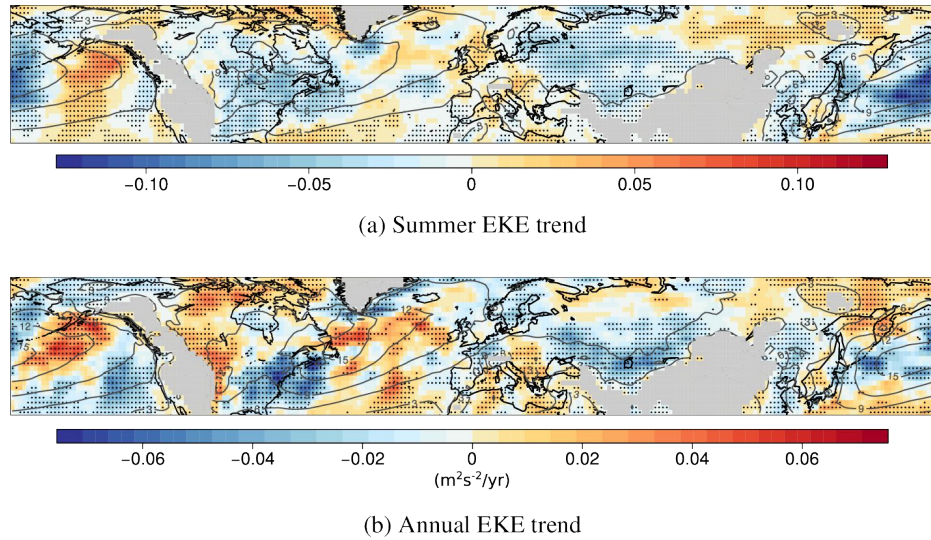 −0.10 −0.05 0 0.05 0.10
(a) Summer EKE trend
−0.06 −0.04 −0.02 0 0.02 0.04 0.06
(m²s⁻²/yr)
(b) Annual EKE trend